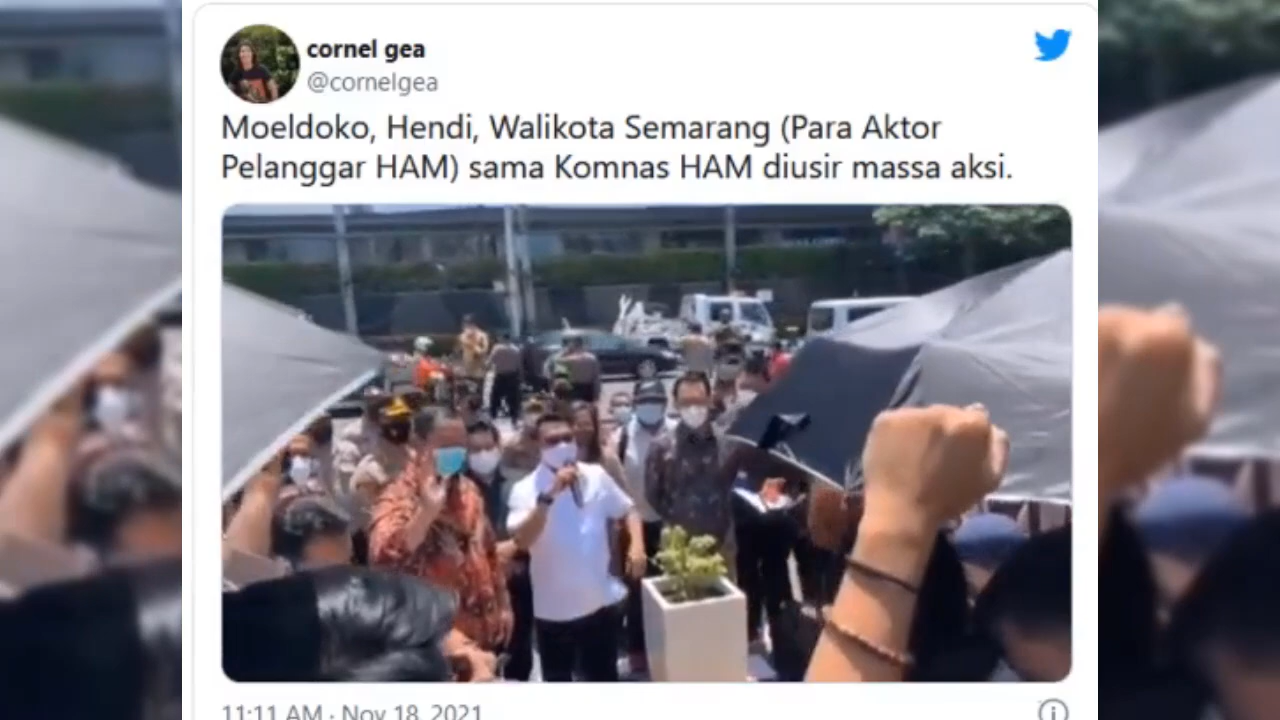 cornel gea
@cornelgea
Moeldoko, Hendi, Walikota Semarang (Para Aktor
Pelanggar HAM) sama Komnas HAM diusir massa aksi.
11:11 AM · Nov 18, 2021